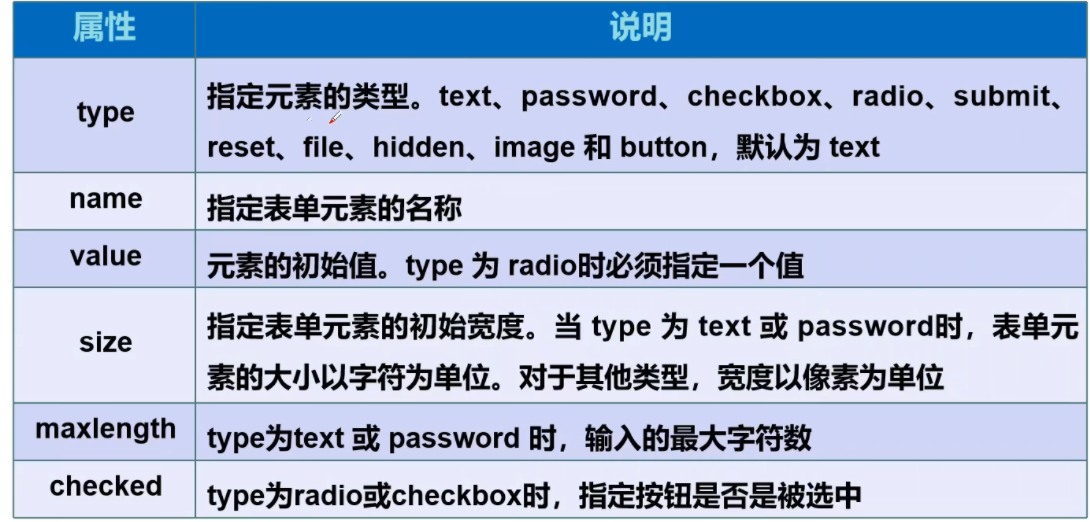 属性 说明
type
指定元素的类型。text、password、checkbox、radio、submit、
reset、file、hidden、image 和 button，默认为 text
name
指定表单元素的名称
value
元素的初始值。type 为 radio时必须指定一个值
size
指定表单元素的初始宽度。当 type 为 text 或 password时，表单元
素的大小以字符为单位。对于其他类型，宽度以像素为单位
maxlength
type为text 或 password 时，输入的最大字符数
checked
type为radio或checkbox时，指定按钮是否是被选中